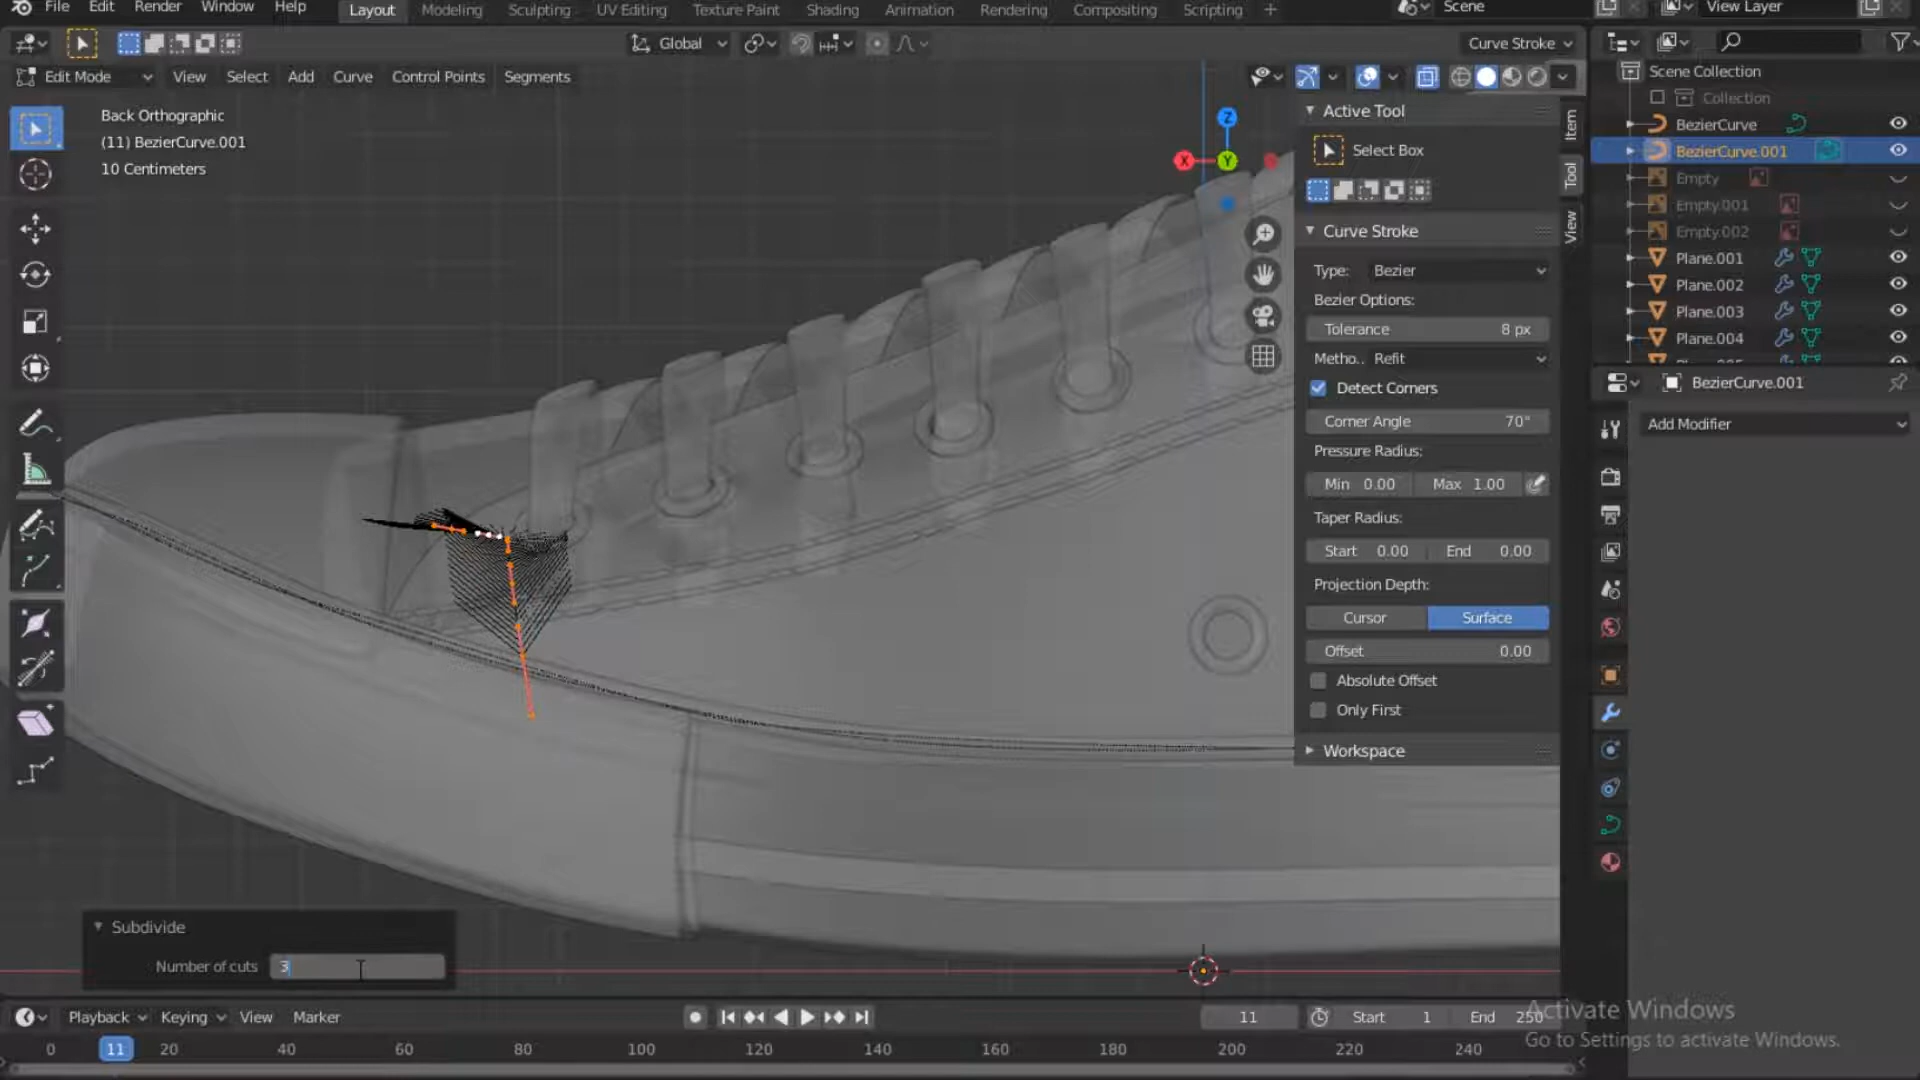 File Edit Render Window Help Layout Modeling Sculpting UV Editing Texture Paint Shading Animation Rendering Compositing Scripting + Scene View Layer
Global Curve Stroke
Edit Mode View Select Add Curve Control Points Segments
Scene Collection
Collection
BezierCurve
BezierCurve.001
Empty
Empty.001
Empty.002
Plane.001
Plane.002
Plane.003
Plane.004
Back Orthographic
(11) BezierCurve.001
10 Centimeters
Z
X Y
Active Tool
Select Box
Curve Stroke
Type: Bezier
Bezier Options:
Tolerance 8 px
Metho.. Refit
Detect Corners
Corner Angle 70°
Pressure Radius:
Min 0.00 Max 1.00
Taper Radius:
Start 0.00 End 0.00
Projection Depth:
Cursor Surface
Offset 0.00
Absolute Offset
Only First
Workspace
Item
Tool
View
BezierCurve.001
Add Modifier
Subdivide
Number of cuts 3
Playback Keying View Marker 11 Start 1 End 250
0 11 20 40 60 80 100 120 140 160 180 200 220 240
Activate Windows
Go to Settings to activate Windows.